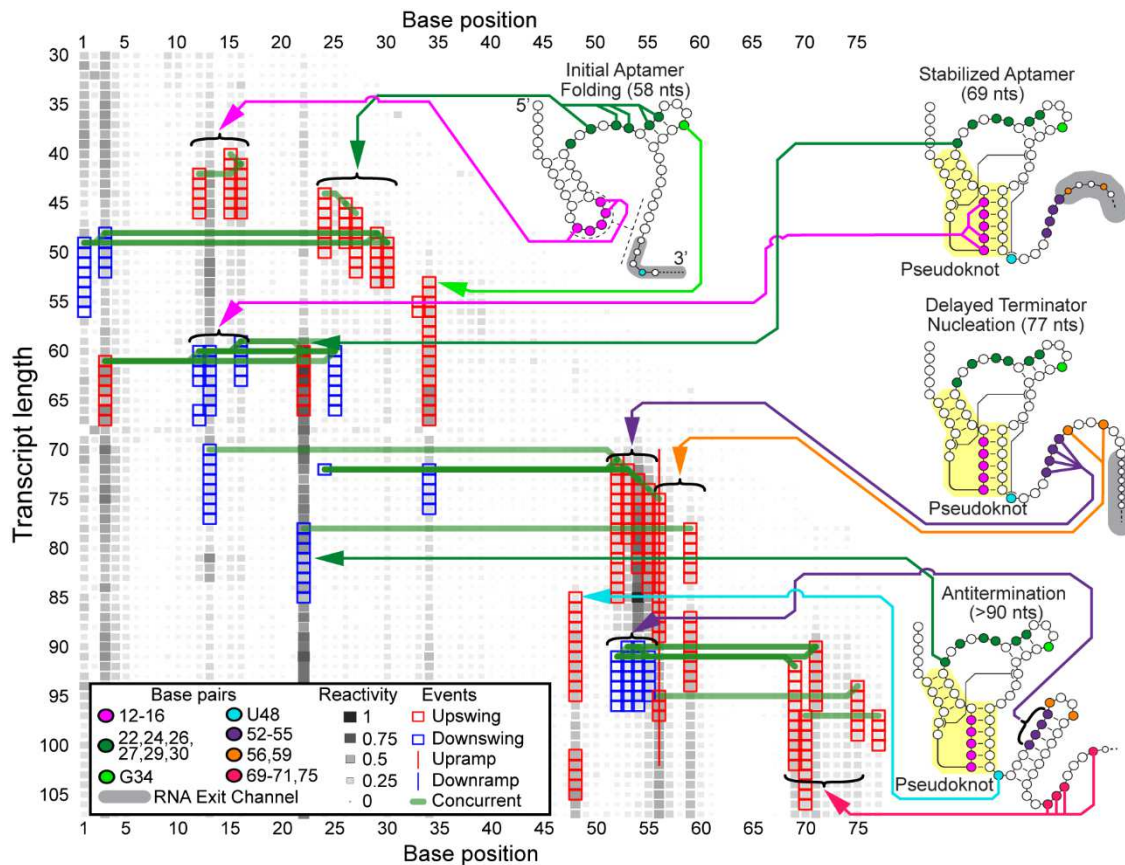 Base position
1 5 10 15 20 25 30 35 40 45 50 55 60 65 70 75
Transcript length
30
35
40
45
50
55
60
65
70
75
80
85
90
95
100
105
Initial Aptamer
Folding (58 nts)
5'
3'
Stabilized Aptamer
(69 nts)
Pseudoknot
Delayed Terminator
Nucleation (77 nts)
Pseudoknot
Antitermination
(>90 nts)
Pseudoknot
Base pairs
12-16
22,24,26,
27,29,30
G34
U48
52-55
56,59
69-71,75
RNA Exit Channel
Reactivity
1
0.75
0.5
0.25
0
Events
Upswing
Downswing
Upramp
Downramp
Concurrent
1 5 10 15 22 25 30 35 45 50 55 60 65 70 75
Base position